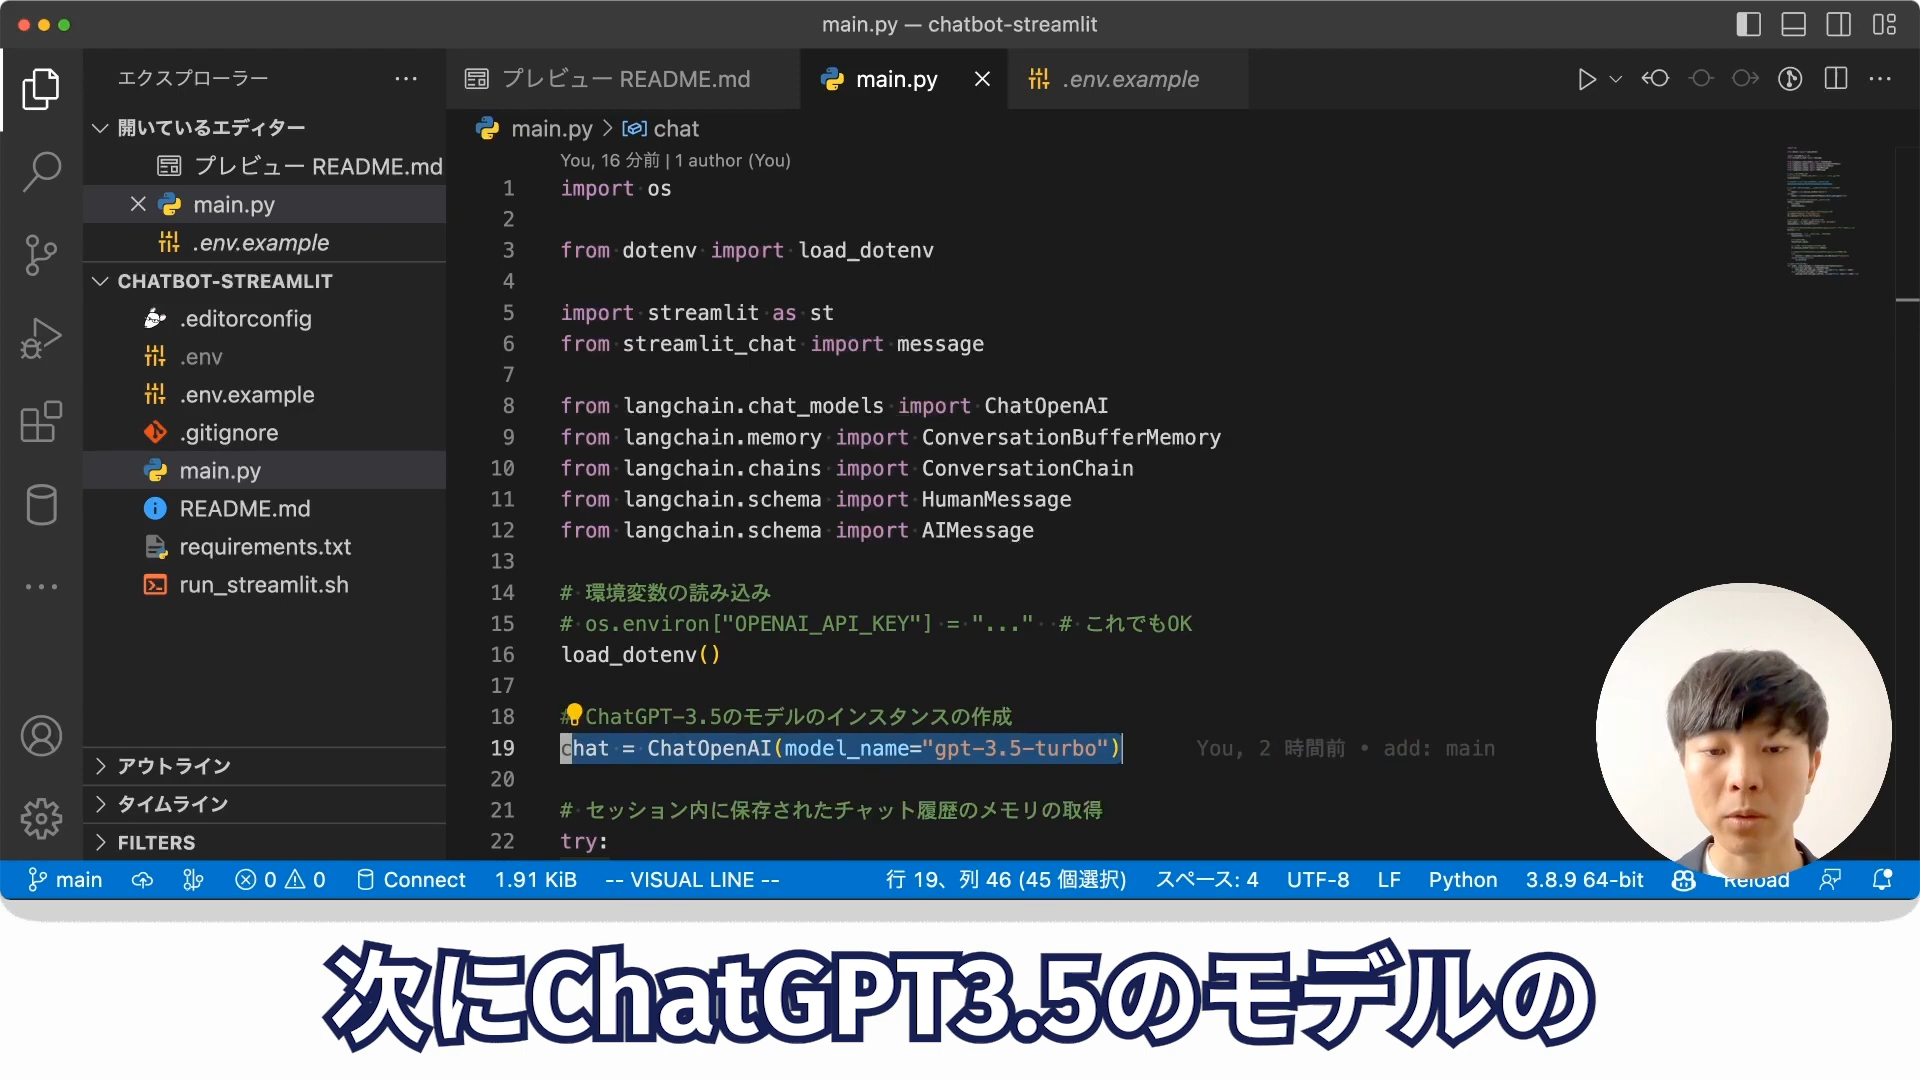 main.py — chatbot-streamlit
エクスプローラー
プレビュー README.md
main.py
.env.example
開いているエディター
プレビュー README.md
main.py
.env.example
CHATBOT-STREAMLIT
.editorconfig
.env
.env.example
.gitignore
main.py
README.md
requirements.txt
run_streamlit.sh
アウトライン
タイムライン
FILTERS
main.py > chat
You, 16 分前 | 1 author (You)
1 import os
2
3 from dotenv import load_dotenv
4
5 import streamlit as st
6 from streamlit_chat import message
7
8 from langchain.chat_models import ChatOpenAI
9 from langchain.memory import ConversationBufferMemory
10 from langchain.chains import ConversationChain
11 from langchain.schema import HumanMessage
12 from langchain.schema import AIMessage
13
14 # 環境変数の読み込み
15 # os.environ["OPENAI_API_KEY"] = "..." # これでもOK
16 load_dotenv()
17
18 # ChatGPT-3.5のモデルのインスタンスの作成
19 chat = ChatOpenAI(model_name="gpt-3.5-turbo") You, 2 時間前 • add: main
20
21 # セッション内に保存されたチャット履歴のメモリの取得
22 try:
main 0 0 Connect 1.91 KiB -- VISUAL LINE -- 行 19、列 46 (45 個選択) スペース: 4 UTF-8 LF Python 3.8.9 64-bit Reload
次にChatGPT3.5のモデルの